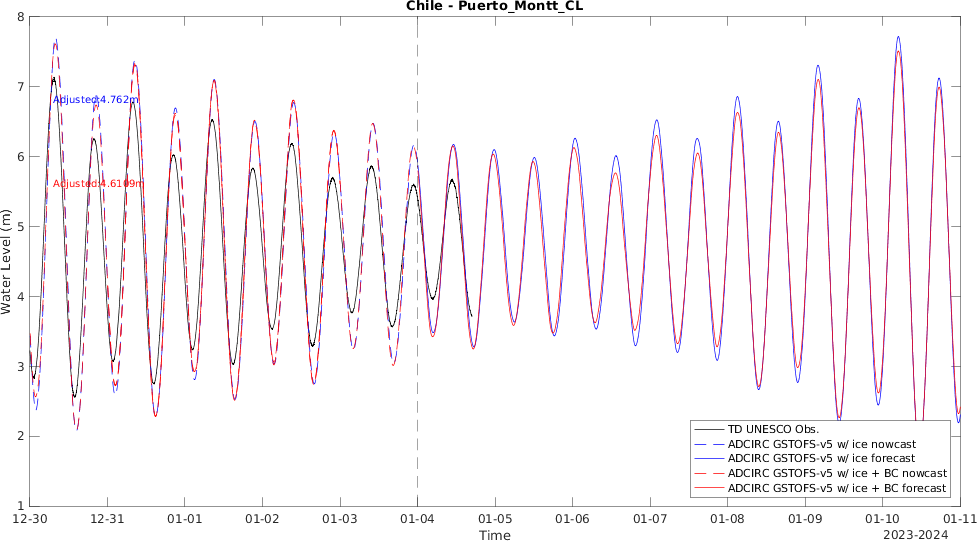 Chile - Puerto_Montt_CL
8
7
6
5
4
3
2
1
Water Level (m)
Adjusted:4.762m
Adjusted:4.6109m
TD UNESCO Obs.
ADCIRC GSTOFS-v5 w/ ice nowcast
ADCIRC GSTOFS-v5 w/ ice forecast
ADCIRC GSTOFS-v5 w/ ice + BC nowcast
ADCIRC GSTOFS-v5 w/ ice + BC forecast
12-30 12-31 01-01 01-02 01-03 01-04 01-05 01-06 01-07 01-08 01-09 01-10 01-11
Time
2023-2024